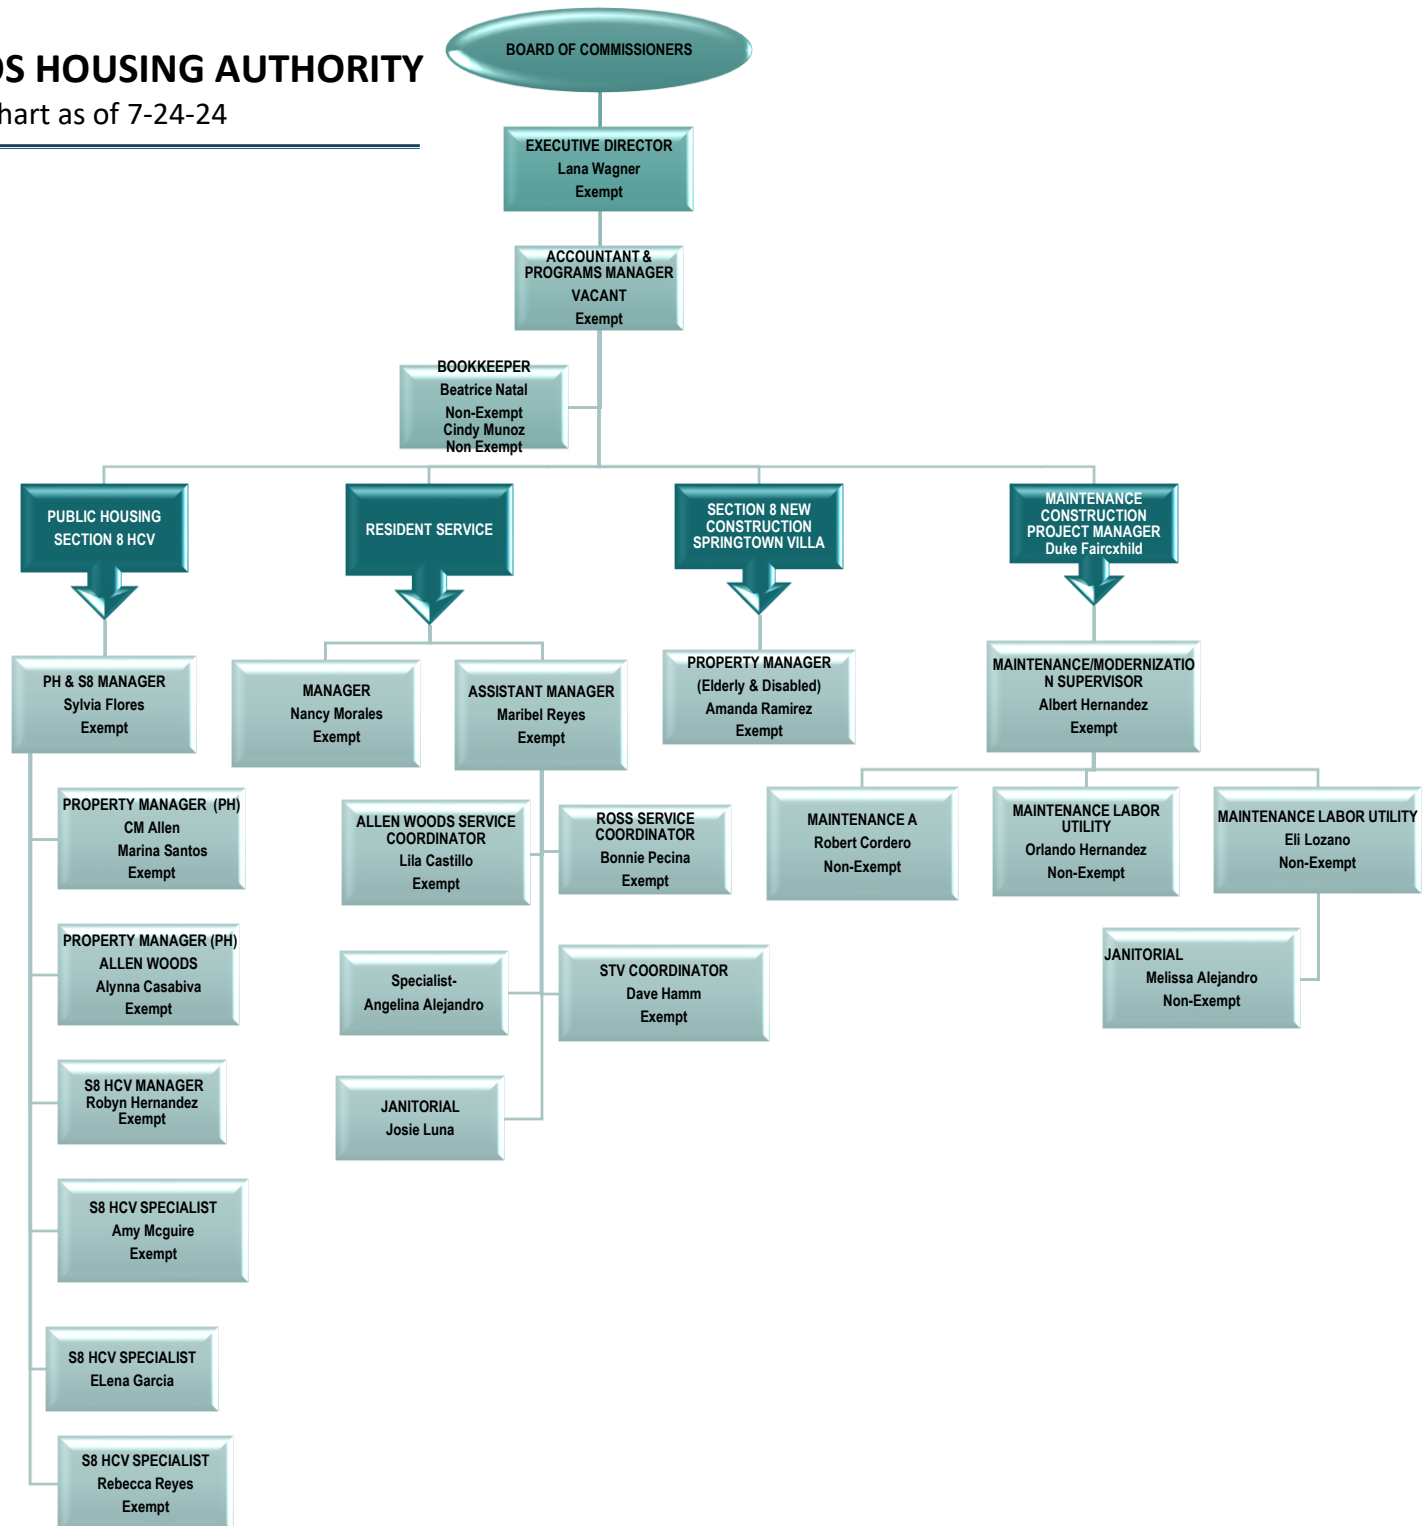 OS HOUSING AUTHORITY
hart as of 7-24-24
BOARD OF COMMISSIONERS
EXECUTIVE DIRECTOR
Lana Wagner
Exempt
ACCOUNTANT &
PROGRAMS MANAGER
VACANT
Exempt
BOOKKEEPER
Beatrice Natal
Non-Exempt
Cindy Munoz
Non Exempt
PUBLIC HOUSING
SECTION 8 HCV
RESIDENT SERVICE
SECTION 8 NEW
CONSTRUCTION
SPRINGTOWN VILLA
MAINTENANCE
CONSTRUCTION
PROJECT MANAGER
Duke Faircxhild
PH & S8 MANAGER
Sylvia Flores
Exempt
MANAGER
Nancy Morales
Exempt
ASSISTANT MANAGER
Maribel Reyes
Exempt
PROPERTY MANAGER
(Elderly & Disabled)
Amanda Ramirez
Exempt
MAINTENANCE/MODERNIZATIO
N SUPERVISOR
Albert Hernandez
Exempt
PROPERTY MANAGER (PH)
CM Allen
Marina Santos
Exempt
ALLEN WOODS SERVICE
COORDINATOR
Lila Castillo
Exempt
ROSS SERVICE
COORDINATOR
Bonnie Pecina
Exempt
MAINTENANCE A
Robert Cordero
Non-Exempt
MAINTENANCE LABOR
UTILITY
Orlando Hernandez
Non-Exempt
MAINTENANCE LABOR UTILITY
Eli Lozano
Non-Exempt
PROPERTY MANAGER (PH)
ALLEN WOODS
Alynna Casabiva
Exempt
Specialist-
Angelina Alejandro
STV COORDINATOR
Dave Hamm
Exempt
JANITORIAL
Melissa Alejandro
Non-Exempt
S8 HCV MANAGER
Robyn Hernandez
Exempt
JANITORIAL
Josie Luna
S8 HCV SPECIALIST
Amy Mcguire
Exempt
S8 HCV SPECIALIST
ELena Garcia
S8 HCV SPECIALIST
Rebecca Reyes
Exempt